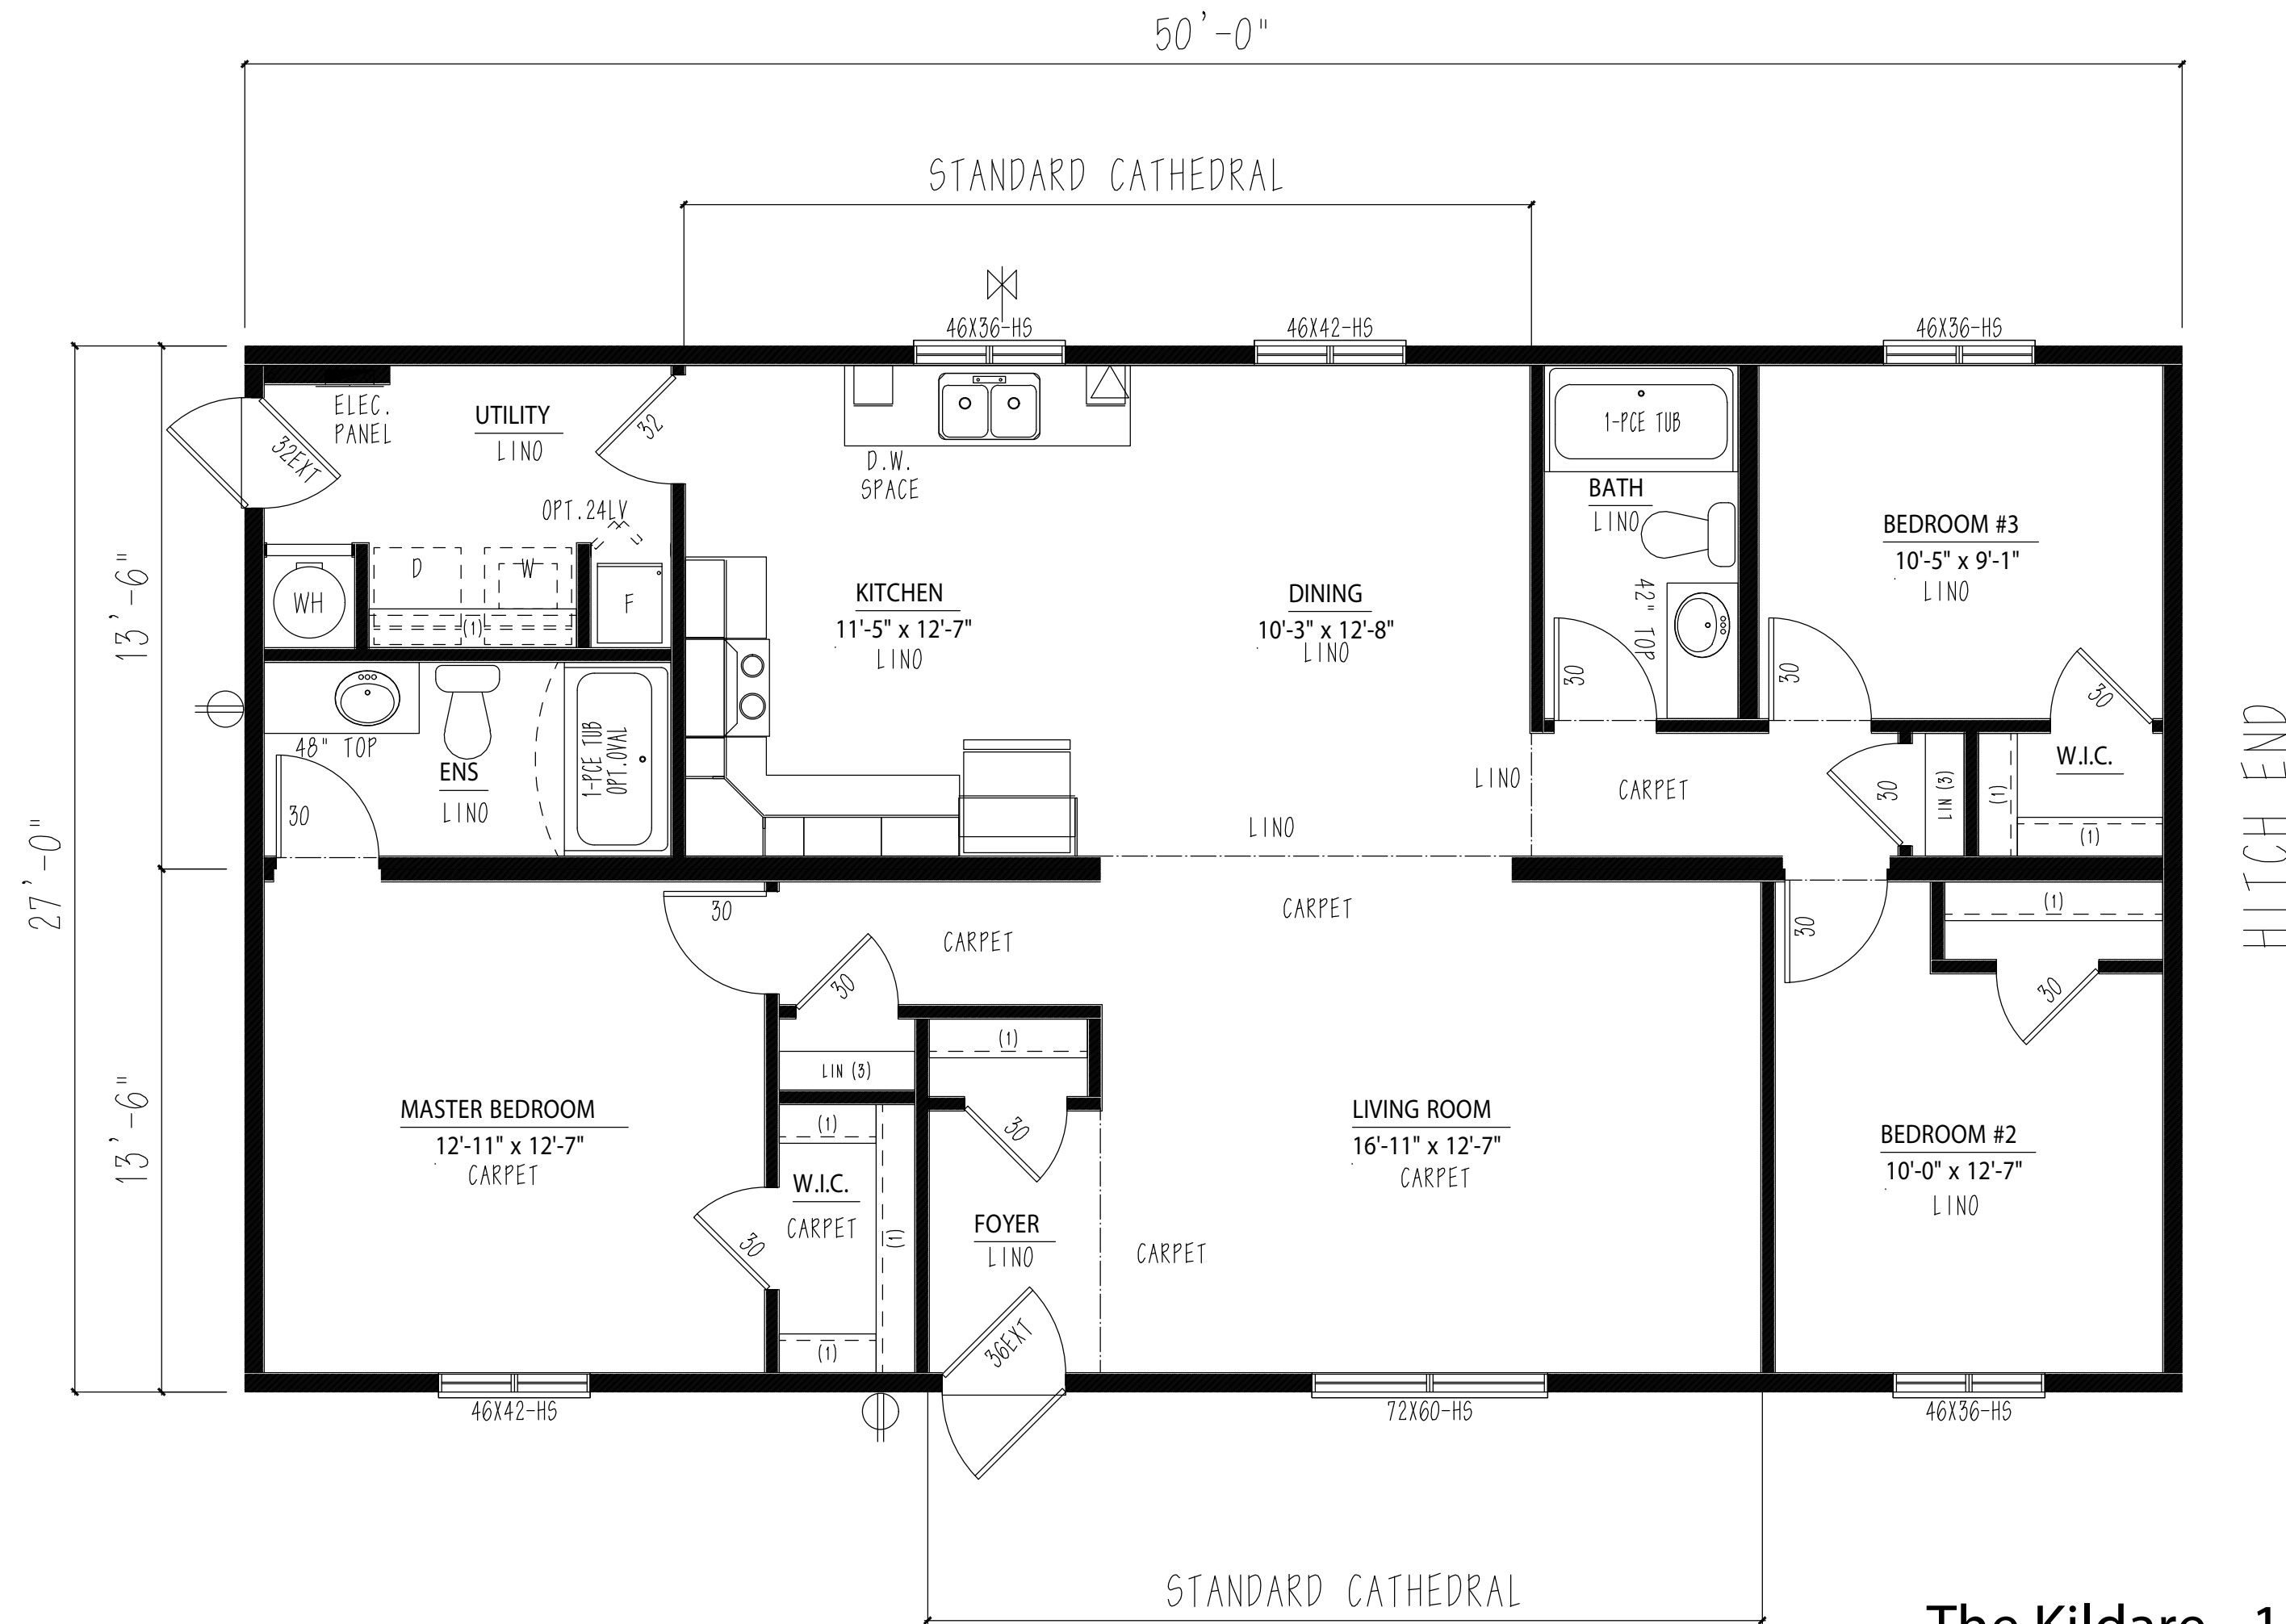 50'-0"
STANDARD CATHEDRAL
46X36-HS
46X42-HS
46X36-HS
ELEC.
PANEL
UTILITY
LINO
32EXT
32
D.W.
SPACE
OPT.24LV
D
W
WH
(1)
F
1-PCE TUB
BATH
LINO
42" TOP
30
BEDROOM #3
10'-5" x 9'-1"
LINO
30
30
KITCHEN
11'-5" x 12'-7"
LINO
DINING
10'-3" x 12'-8"
LINO
13'-6"
27'-0"
13'-6"
48" TOP
ENS
LINO
30
1-PCE TUB
OPT.OVAL
LINO
LINO
CARPET
30
LIN (3)
(1)
W.I.C.
(1)
HITCH END
30
CARPET
CARPET
30
30
(1)
30
LIN (3)
(1)
30
MASTER BEDROOM
12'-11" x 12'-7"
CARPET
(1)
W.I.C.
CARPET
(1)
(1)
30
FOYER
LINO
36EXT
CARPET
LIVING ROOM
16'-11" x 12'-7"
CARPET
BEDROOM #2
10'-0" x 12'-7"
LINO
46X42-HS
72X60-HS
46X36-HS
STANDARD CATHEDRAL
The Kildare - 1